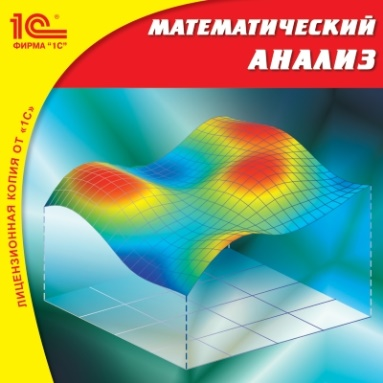 1С®
ФИРМА "1С"
МАТЕМАТИЧЕСКИЙ
АНАЛИЗ
ЛИЦЕНЗИОННАЯ КОПИЯ ОТ «1С»